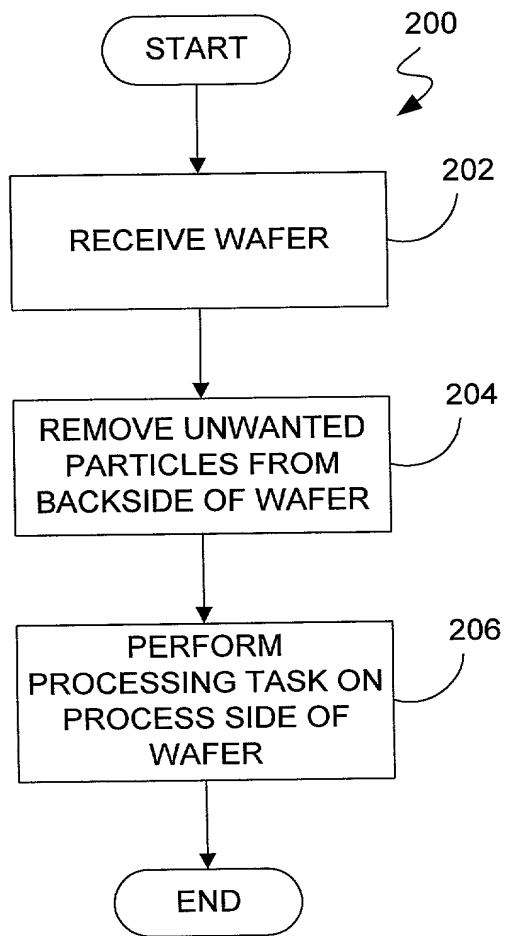 START
200
202
RECEIVE WAFER
204
REMOVE UNWANTED
PARTICLES FROM
BACKSIDE OF WAFER
206
PERFORM
PROCESSING TASK ON
PROCESS SIDE OF
WAFER
END